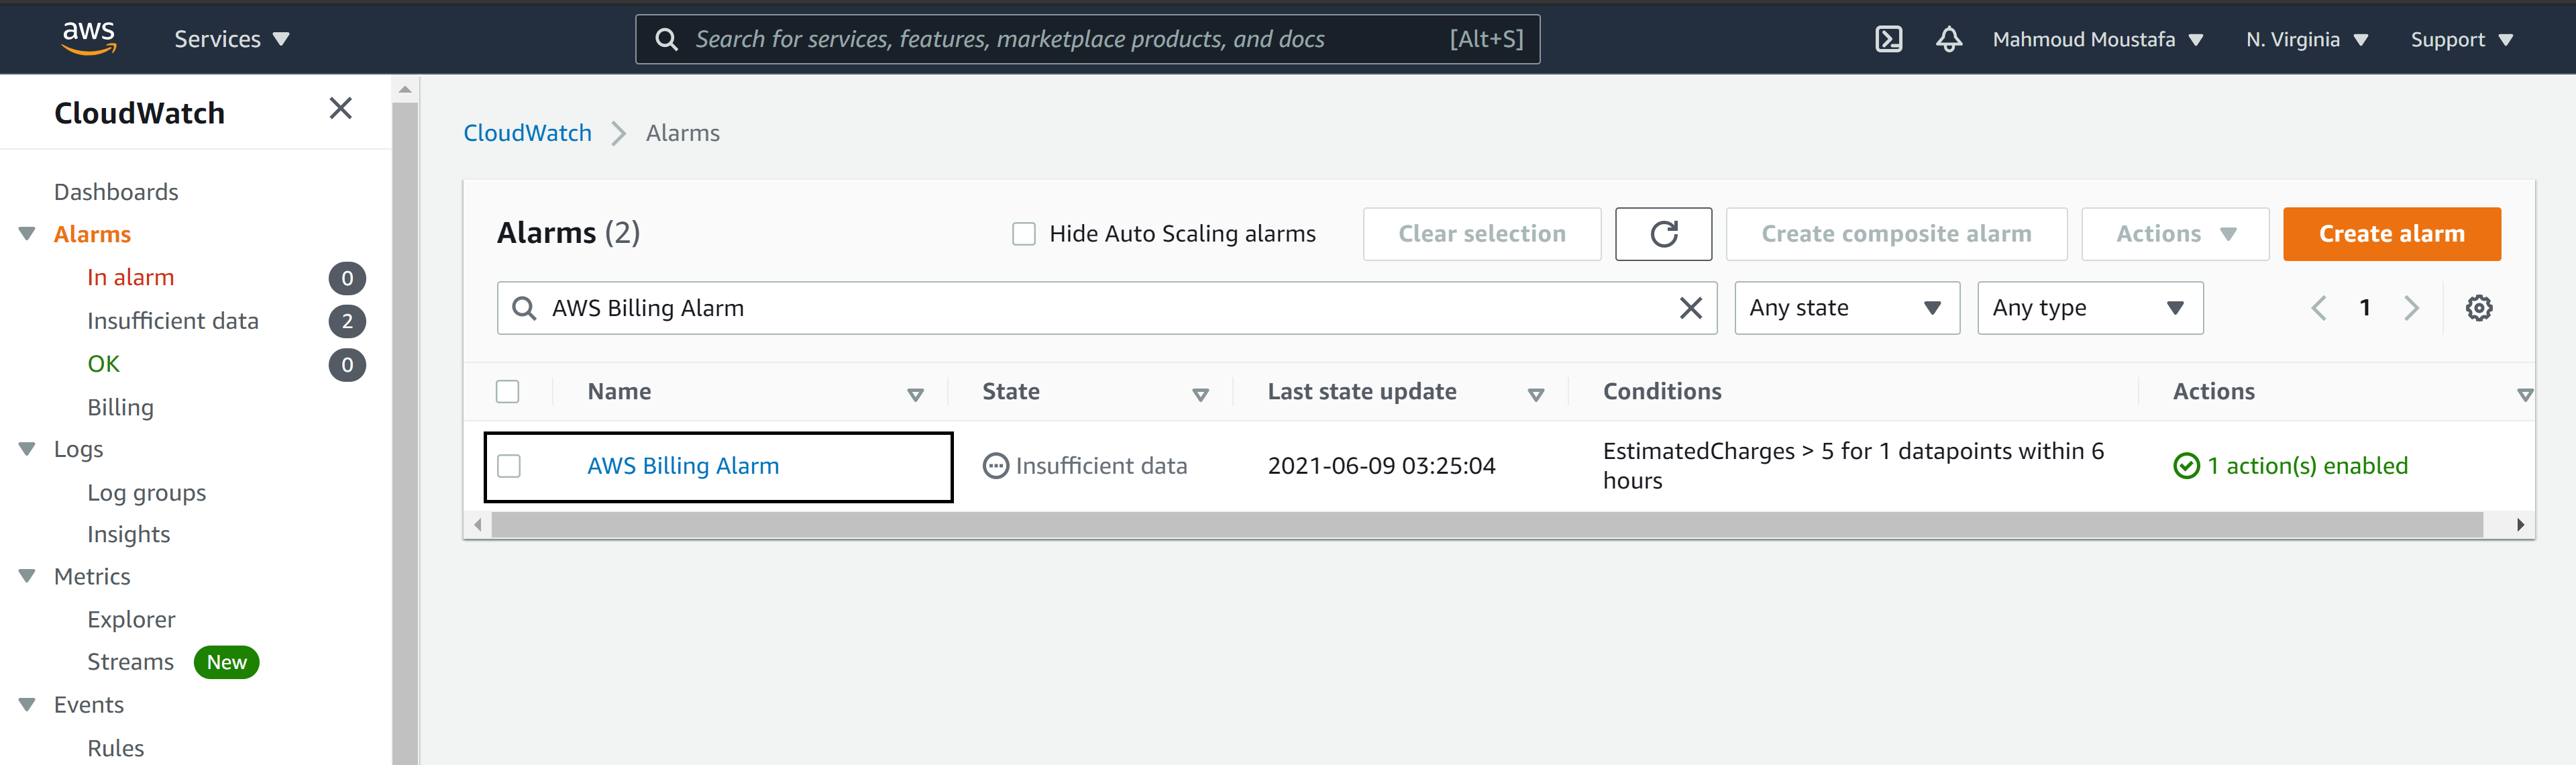 aws
Services
Search for services, features, marketplace products, and docs
[Alt+S]
Mahmoud Moustafa
N. Virginia
Support
CloudWatch
Dashboards
Alarms
In alarm
0
Insufficient data
2
OK
0
Billing
Logs
Log groups
Insights
Metrics
Explorer
Streams
New
Events
Rules
CloudWatch
Alarms
Alarms (2)
Hide Auto Scaling alarms
Clear selection
Create composite alarm
Actions
Create alarm
AWS Billing Alarm
Any state
Any type
1
Name
State
Last state update
Conditions
Actions
AWS Billing Alarm
Insufficient data
2021-06-09 03:25:04
EstimatedCharges > 5 for 1 datapoints within 6
hours
1 action(s) enabled